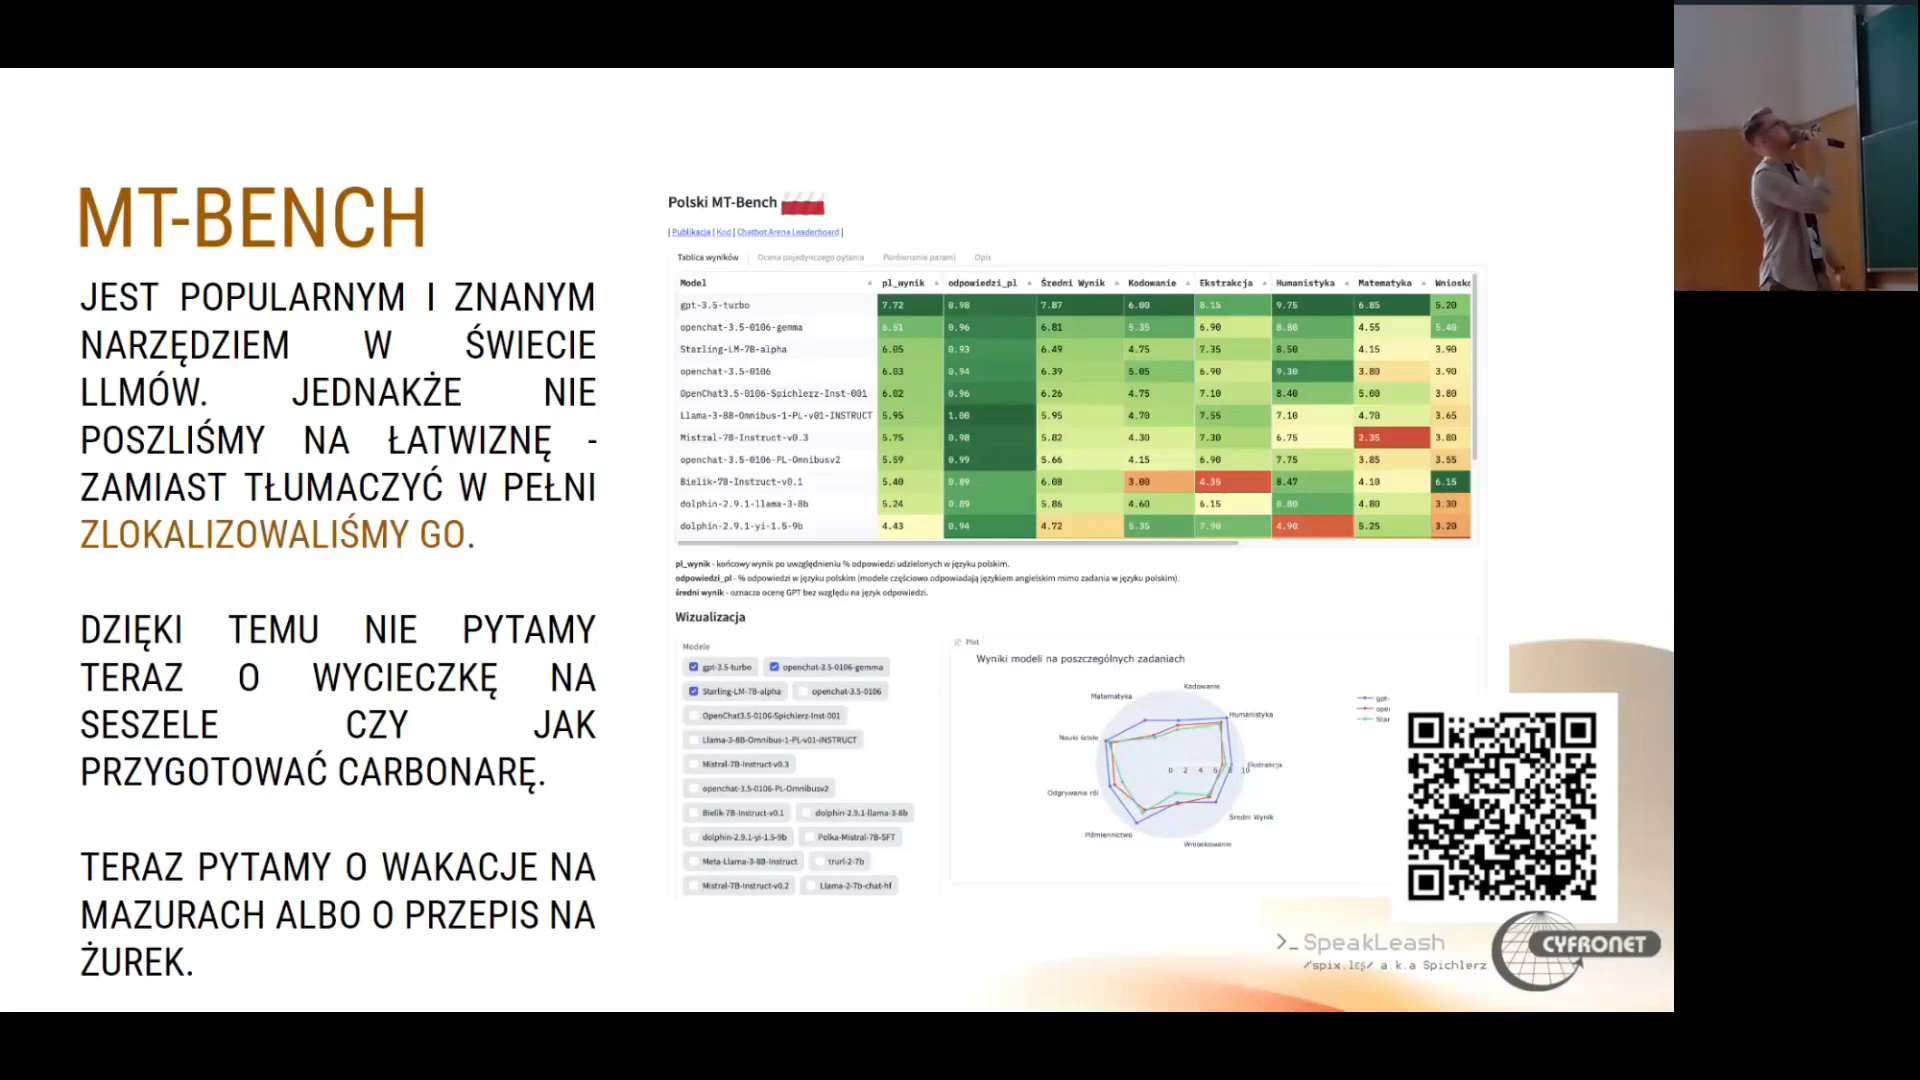 MT-BENCH
JEST POPULARNYM I ZNANYM
NARZĘDZIEM W ŚWIECIE
LLMÓW. JEDNAKŻE NIE
POSZLIŚMY NA ŁATWIZNĘ -
ZAMIAST TŁUMACZYĆ W PEŁNI
ZLOKALIZOWALIŚMY GO.
DZIĘKI TEMU NIE PYTAMY
TERAZ O WYCIECZKĘ NA
SESZELE CZY JAK
PRZYGOTOWAĆ CARBONARĘ.
TERAZ PYTAMY O WAKACJE NA
MAZURACH ALBO O PRZEPIS NA
ŻUREK.
Polski MT-Bench
| Publikacja | Kod | Chatbot Arena Leaderboard |
Tablica wyników Ocena pojedynczego pytania Porównanie parami Opis
Model pl_wynik odpowiedzi_pl Średni Wynik Kodowanie Ekstrakcja Humanistyka Matematyka Wniosko
gpt-3.5-turbo 7.72 0.98 7.87 6.00 8.15 9.75 6.85 5.20
openchat-3.5-0106-gemma 6.51 0.96 6.81 5.35 6.90 8.80 4.55 5.40
Starling-LM-7B-alpha 6.05 0.93 6.49 4.75 7.35 8.50 4.15 3.90
openchat-3.5-0106 6.03 0.94 6.39 5.05 6.90 9.30 3.80 3.90
OpenChat3.5-0106-Spichlerz-Inst-001 6.02 0.96 6.26 4.75 7.10 8.40 5.00 3.80
Llama-3-8B-Omnibus-1-PL-v01-INSTRUCT 5.95 1.00 5.95 4.70 7.55 7.10 4.70 3.65
Mistral-7B-Instruct-v0.3 5.75 0.98 5.82 4.30 7.30 6.75 2.35 3.80
openchat-3.5-0106-PL-Omnibusv2 5.59 0.99 5.66 4.15 6.90 7.75 3.85 3.55
Bielik-7B-Instruct-v0.1 5.40 0.89 6.08 3.00 4.35 8.47 4.10 6.15
dolphin-2.9.1-llama-3-8b 5.24 0.89 5.86 4.60 6.15 8.80 4.80 3.30
dolphin-2.9.1-yi-1.5-9b 4.43 0.94 4.72 5.35 7.90 4.90 5.25 3.20
pl_wynik - końcowy wynik po uwzględnieniu % odpowiedzi udzielonych w języku polskim.
odpowiedzi_pl - % odpowiedzi w języku polskim (modele częściowo odpowiadają językiem angielskim mimo zadania w języku polskim).
średni wynik - oznacza ocenę GPT bez względu na język odpowiedzi.
Wizualizacja
Modele
gpt-3.5-turbo openchat-3.5-0106-gemma
Starling-LM-7B-alpha openchat-3.5-0106
OpenChat3.5-0106-Spichlerz-Inst-001
Llama-3-8B-Omnibus-1-PL-v01-INSTRUCT
Mistral-7B-Instruct-v0.3
openchat-3.5-0106-PL-Omnibusv2
Bielik-7B-Instruct-v0.1 dolphin-2.9.1-llama-3-8b
dolphin-2.9.1-yi-1.5-9b Polka-Mistral-7B-SFT
Meta-Llama-3-8B-Instruct trurl-2-7b
Mistral-7B-Instruct-v0.2 Llama-2-7b-chat-hf
Plot
Wyniki modeli na poszczególnych zadaniach
Kodowanie
Matematyka
Humanistyka
Nauki ścisłe
0 2 4 6 8 10
Ekstrakcja
Odgrywanie ról
Średni Wynik
Piśmiennictwo
Wnioskowanie
gpt-
oper
Star
>_ SpeakLeash
/ˈspix.lɛʂ/ a.k.a Spichlerz
CYFRONET